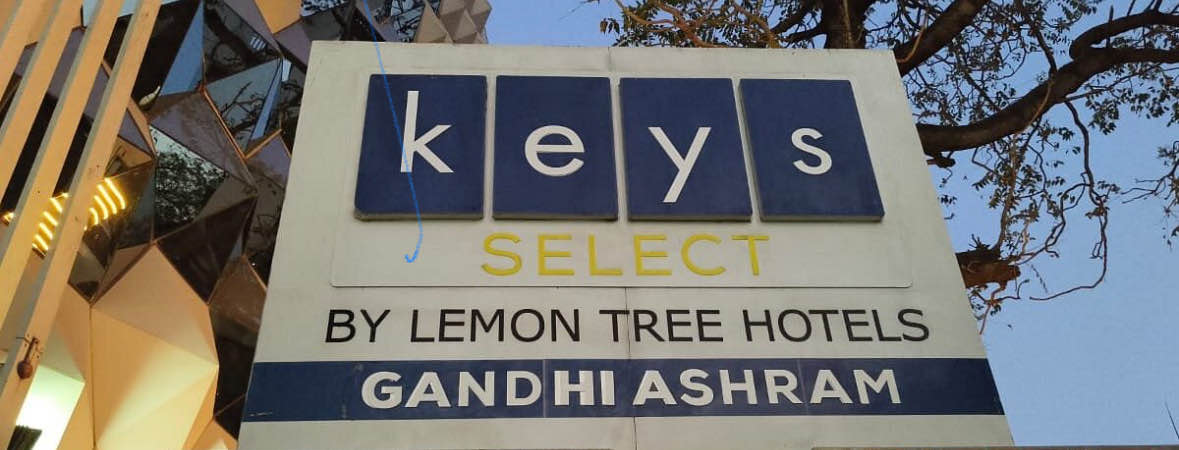 keys
SELECT
BY LEMON TREE HOTELS
GANDHI ASHRAM